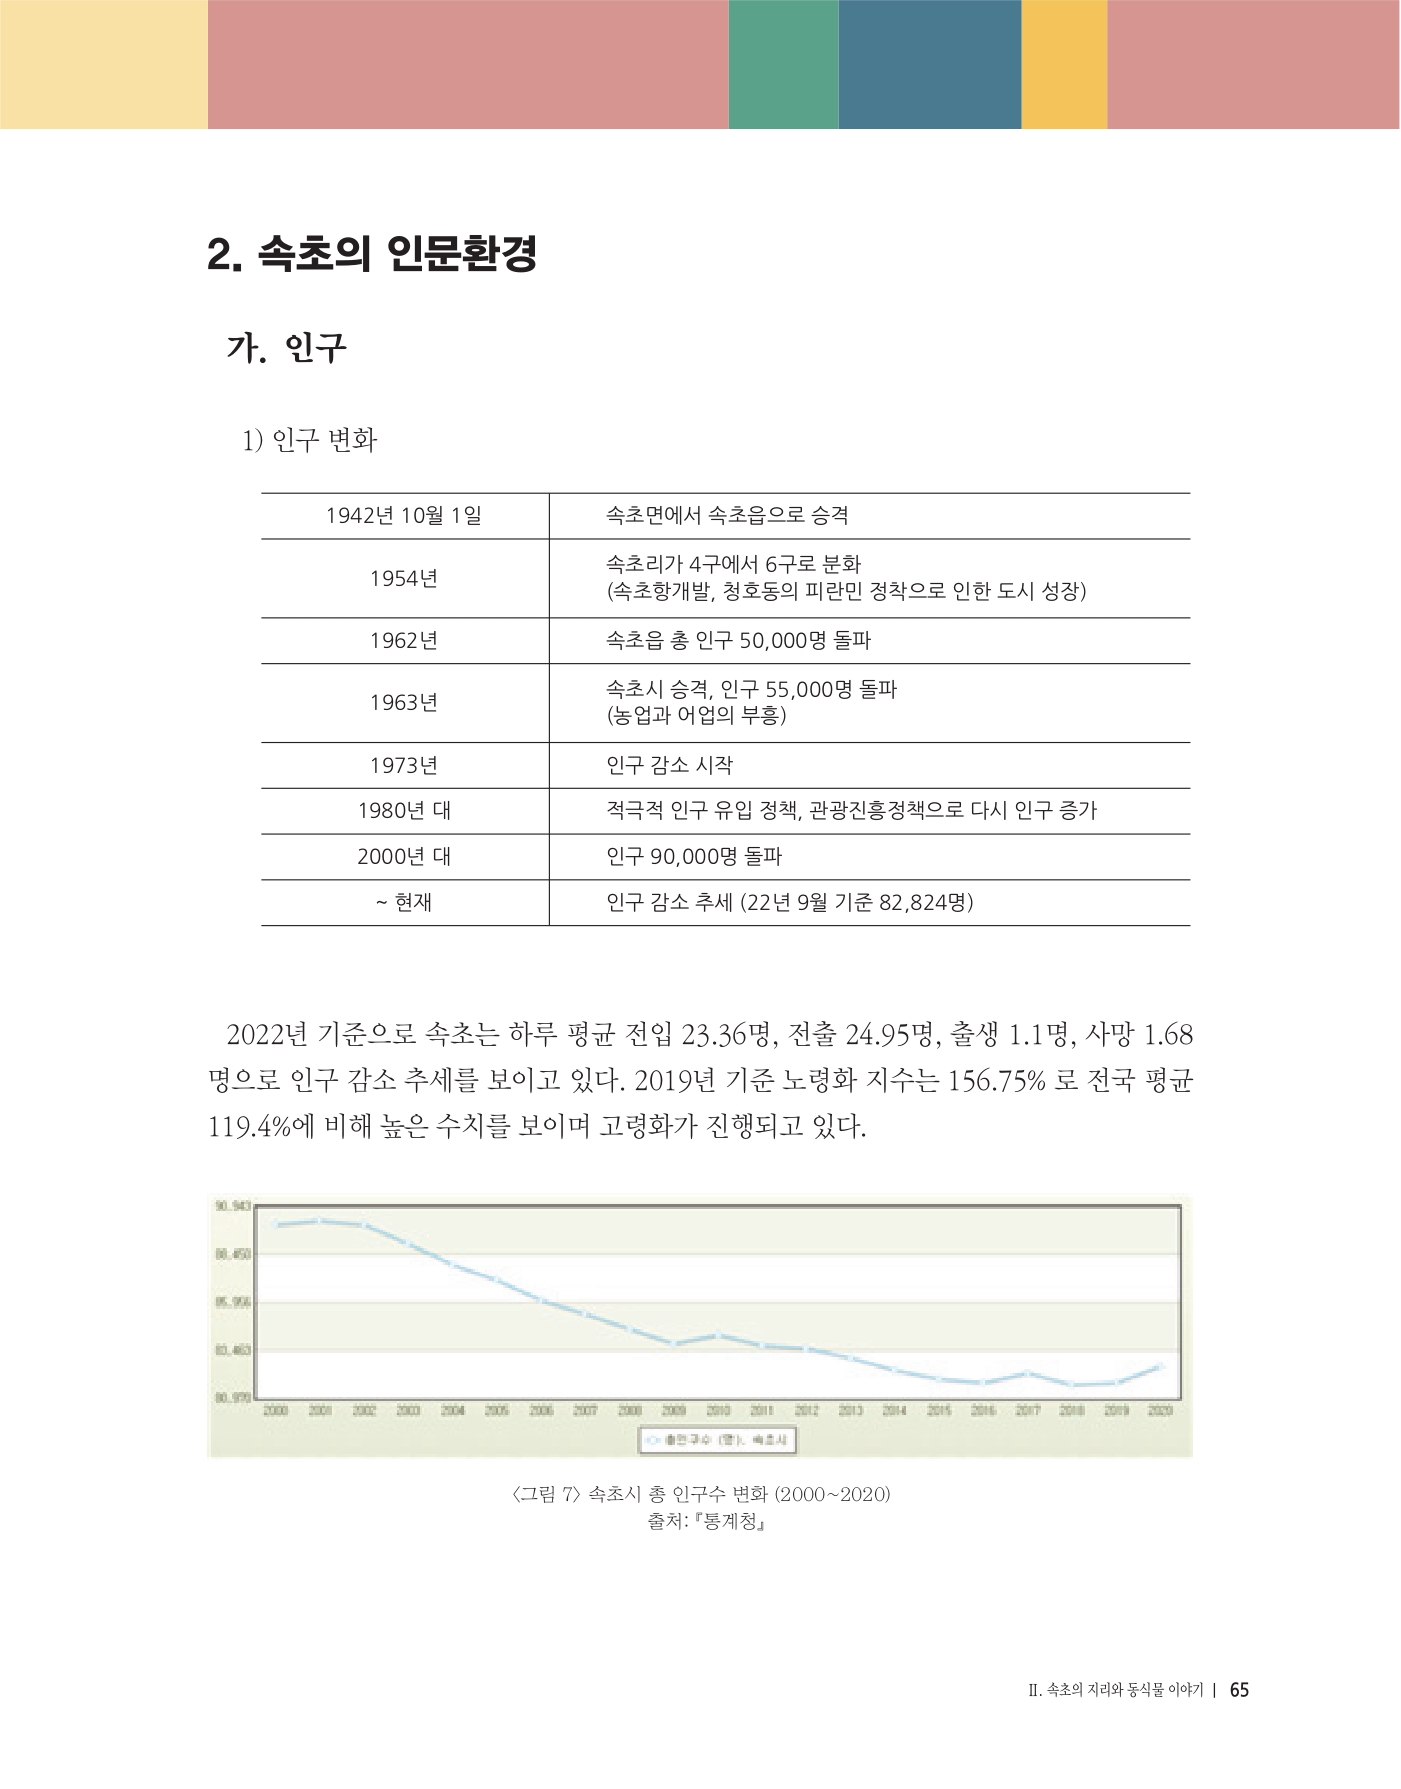 2. 속초의 인문환경
가. 인구
1) 인구 변화
1942년 10월 1일 속초면에서 속초읍으로 승격
1954년 속초리가 4구에서 6구로 분화
(속초항개발, 청호동의 피란민 정착으로 인한 도시 성장)
1962년 속초읍 총 인구 50,000명 돌파
1963년 속초시 승격, 인구 55,000명 돌파
(농업과 어업의 부흥)
1973년 인구 감소 시작
1980년 대 적극적 인구 유입 정책, 관광진흥정책으로 다시 인구 증가
2000년 대 인구 90,000명 돌파
~ 현재 인구 감소 추세 (22년 9월 기준 82,824명)
2022년 기준으로 속초는 하루 평균 전입 23.36명, 전출 24.95명, 출생 1.1명, 사망 1.68
명으로 인구 감소 추세를 보이고 있다. 2019년 기준 노령화 지수는 156.75% 로 전국 평균
119.4%에 비해 높은 수치를 보이며 고령화가 진행되고 있다.
90,943
88,450
85,956
83,463
80,970
2000 2001 2002 2003 2004 2005 2006 2007 2008 2009 2010 2011 2012 2013 2014 2015 2016 2017 2018 2019 2020
총인구수 (명), 속초시
〈그림 7〉 속초시 총 인구수 변화 (2000~2020)
출처: 『통계청』
Ⅱ. 속초의 지리와 동식물 이야기 | 65